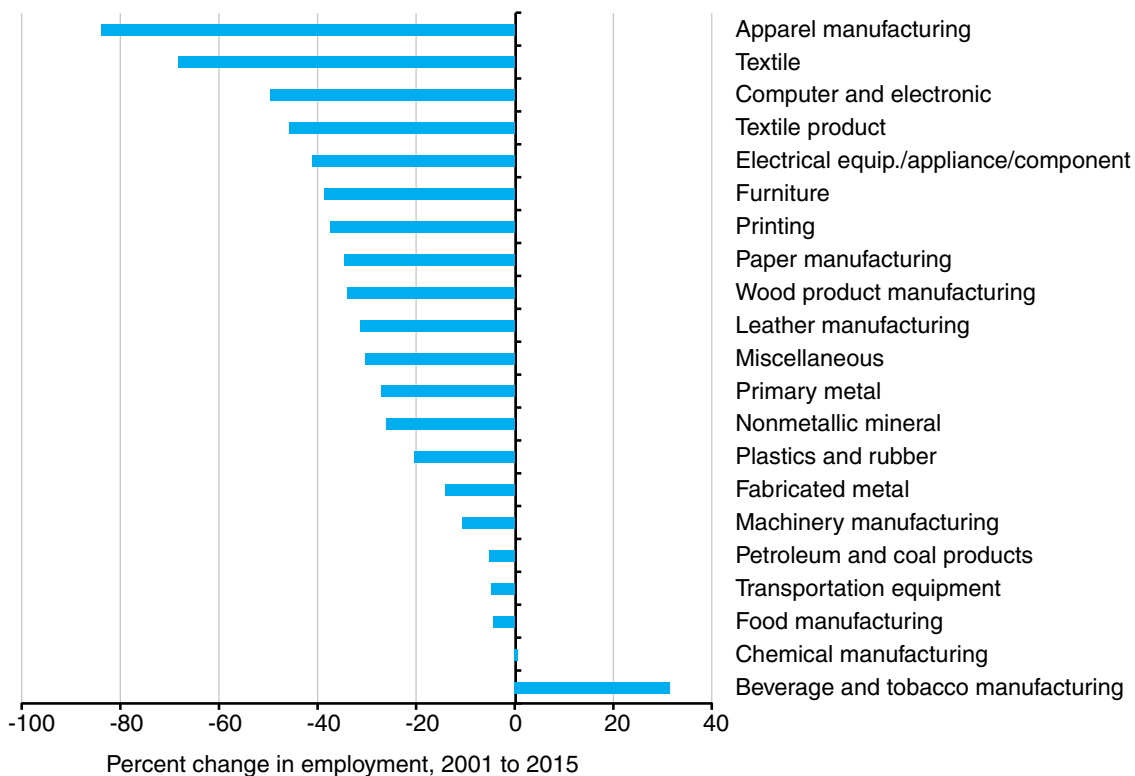 Apparel manufacturing
Textile
Computer and electronic
Textile product
Electrical equip./appliance/component
Furniture
Printing
Paper manufacturing
Wood product manufacturing
Leather manufacturing
Miscellaneous
Primary metal
Nonmetallic mineral
Plastics and rubber
Fabricated metal
Machinery manufacturing
Petroleum and coal products
Transportation equipment
Food manufacturing
Chemical manufacturing
Beverage and tobacco manufacturing
-100 -80 -60 -40 -20 0 20 40
Percent change in employment, 2001 to 2015